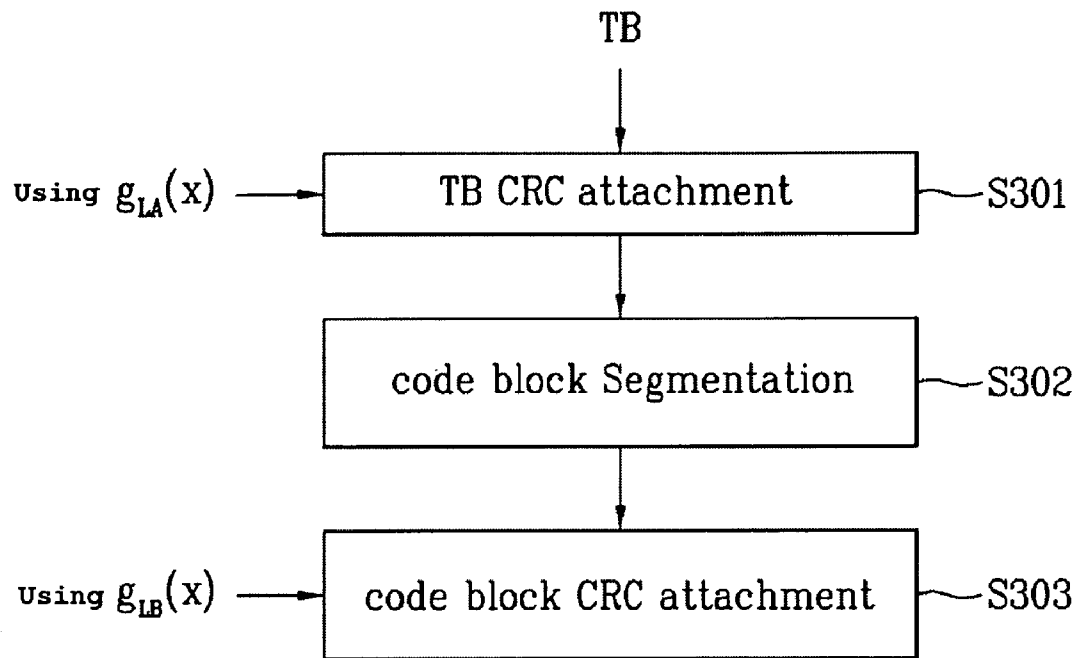 TB
Using g_LA(x)
TB CRC attachment
S301
code block Segmentation
S302
Using g_LB(x)
code block CRC attachment
S303